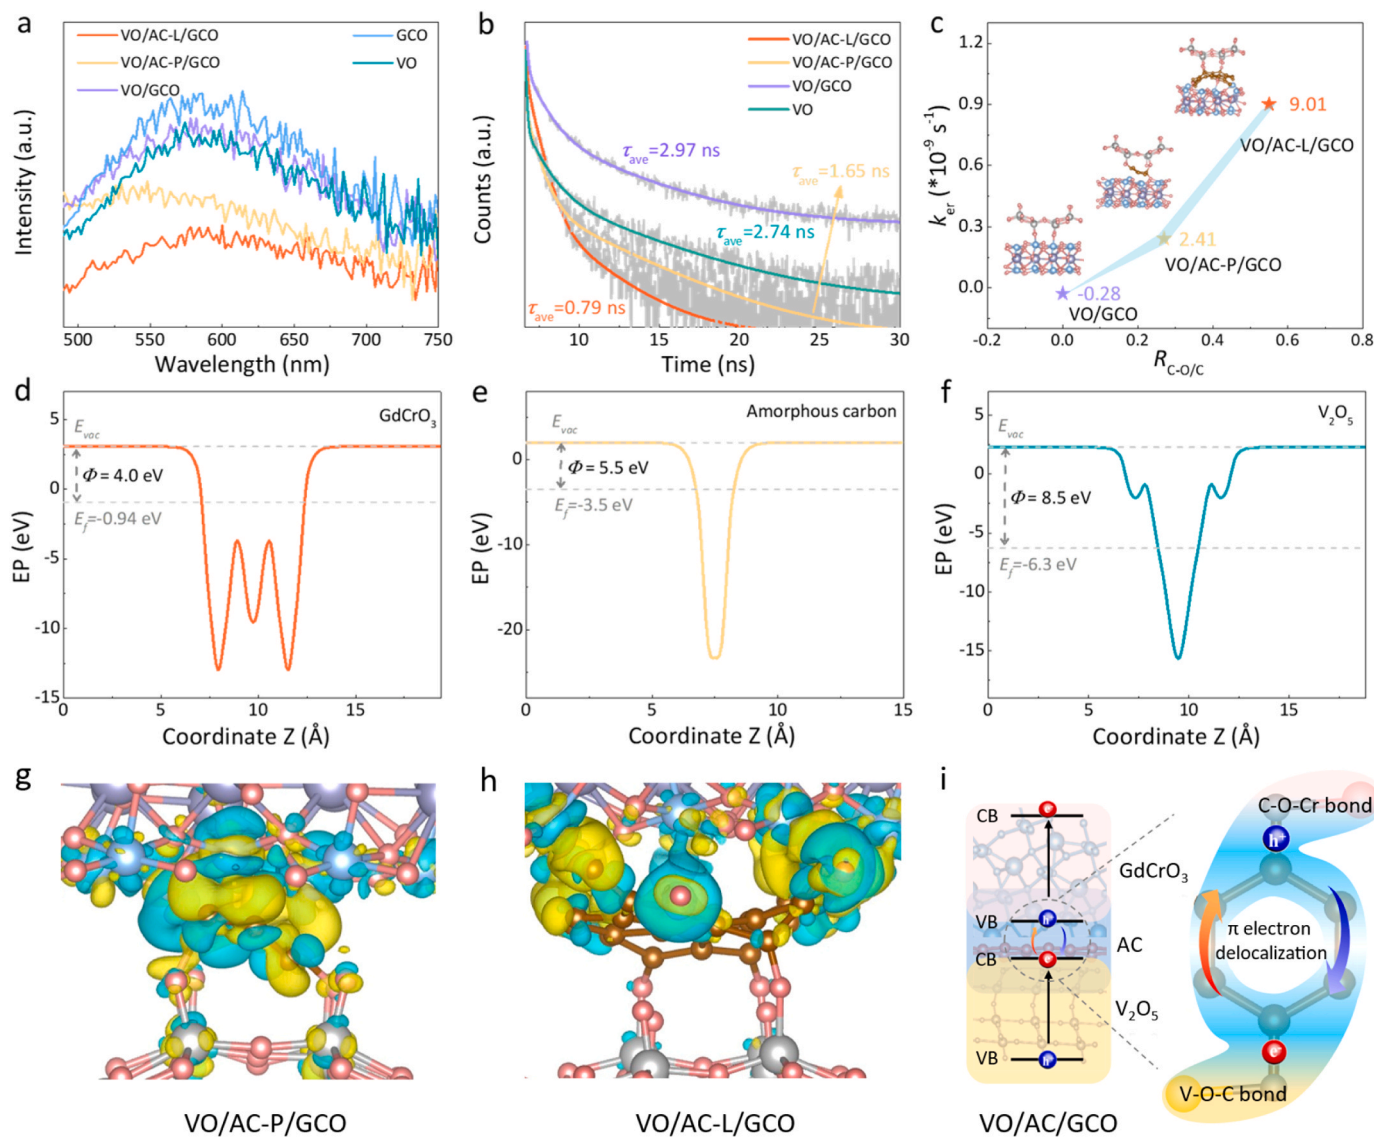 a
VO/AC-L/GCO
GCO
VO/AC-P/GCO
VO
VO/GCO
Intensity (a.u.)
500 550 600 650 700 750
Wavelength (nm)
b
VO/AC-L/GCO
VO/AC-P/GCO
VO/GCO
VO
τave=2.97 ns
τave=1.65 ns
τave=2.74 ns
τave=0.79 ns
Counts (a.u.)
10 15 20 25 30
Time (ns)
c
1.2
0.9
0.6
0.3
0.0
ker (*10⁻⁹ s⁻¹)
9.01
VO/AC-L/GCO
2.41
VO/AC-P/GCO
-0.28
VO/GCO
-0.2 0.0 0.2 0.4 0.6 0.8
RC-O/C
d
GdCrO₃
Evac
Φ = 4.0 eV
Ef=-0.94 eV
5
0
-5
-10
-15
EP (eV)
0 5 10 15
Coordinate Z (Å)
e
Amorphous carbon
Evac
Φ = 5.5 eV
Ef=-3.5 eV
0
-10
-20
EP (eV)
0 5 10 15
Coordinate Z (Å)
f
V₂O₅
Evac
Φ = 8.5 eV
Ef=-6.3 eV
5
0
-5
-10
-15
EP (eV)
0 5 10 15
Coordinate Z (Å)
g
VO/AC-P/GCO
h
VO/AC-L/GCO
i
CB
GdCrO₃
VB
h⁺
AC
CB
V₂O₅
VB
h⁺
C-O-Cr bond
h⁺
π electron
delocalization
e⁻
V-O-C bond
VO/AC/GCO